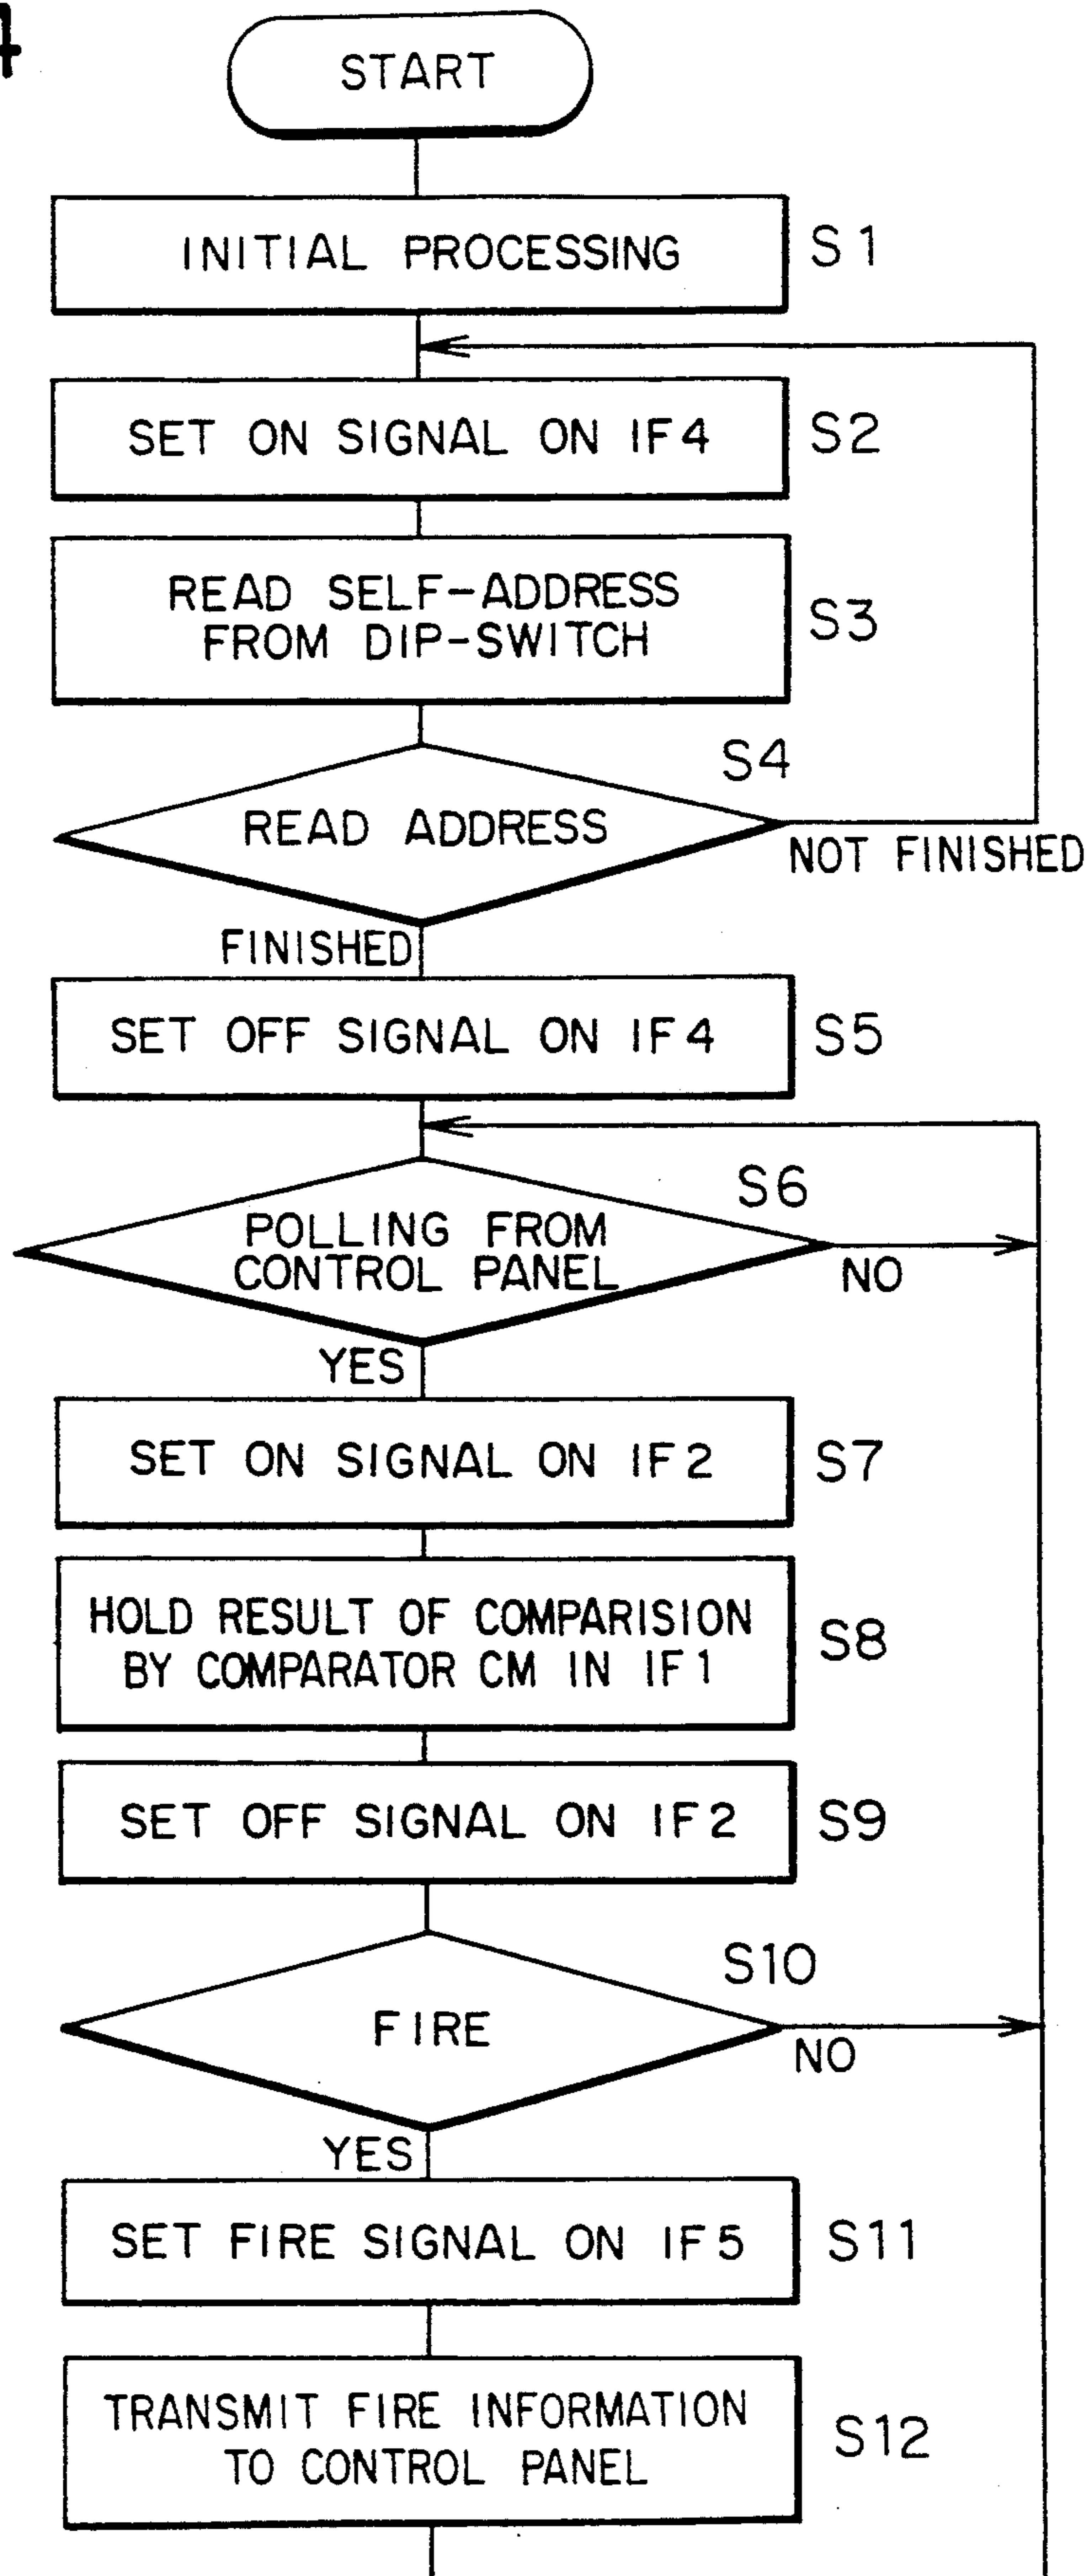 4
START
INITIAL PROCESSING S1
SET ON SIGNAL ON IF4 S2
READ SELF-ADDRESS
FROM DIP-SWITCH
S3
S4
READ ADDRESS
NOT FINISHED
FINISHED
SET OFF SIGNAL ON IF4 S5
S6
POLLING FROM
CONTROL PANEL
NO
YES
SET ON SIGNAL ON IF2 S7
HOLD RESULT OF COMPARISION
BY COMPARATOR CM IN IF1
S8
SET OFF SIGNAL ON IF2 S9
S10
FIRE
NO
YES
SET FIRE SIGNAL ON IF5 S11
TRANSMIT FIRE INFORMATION
TO CONTROL PANEL
S12